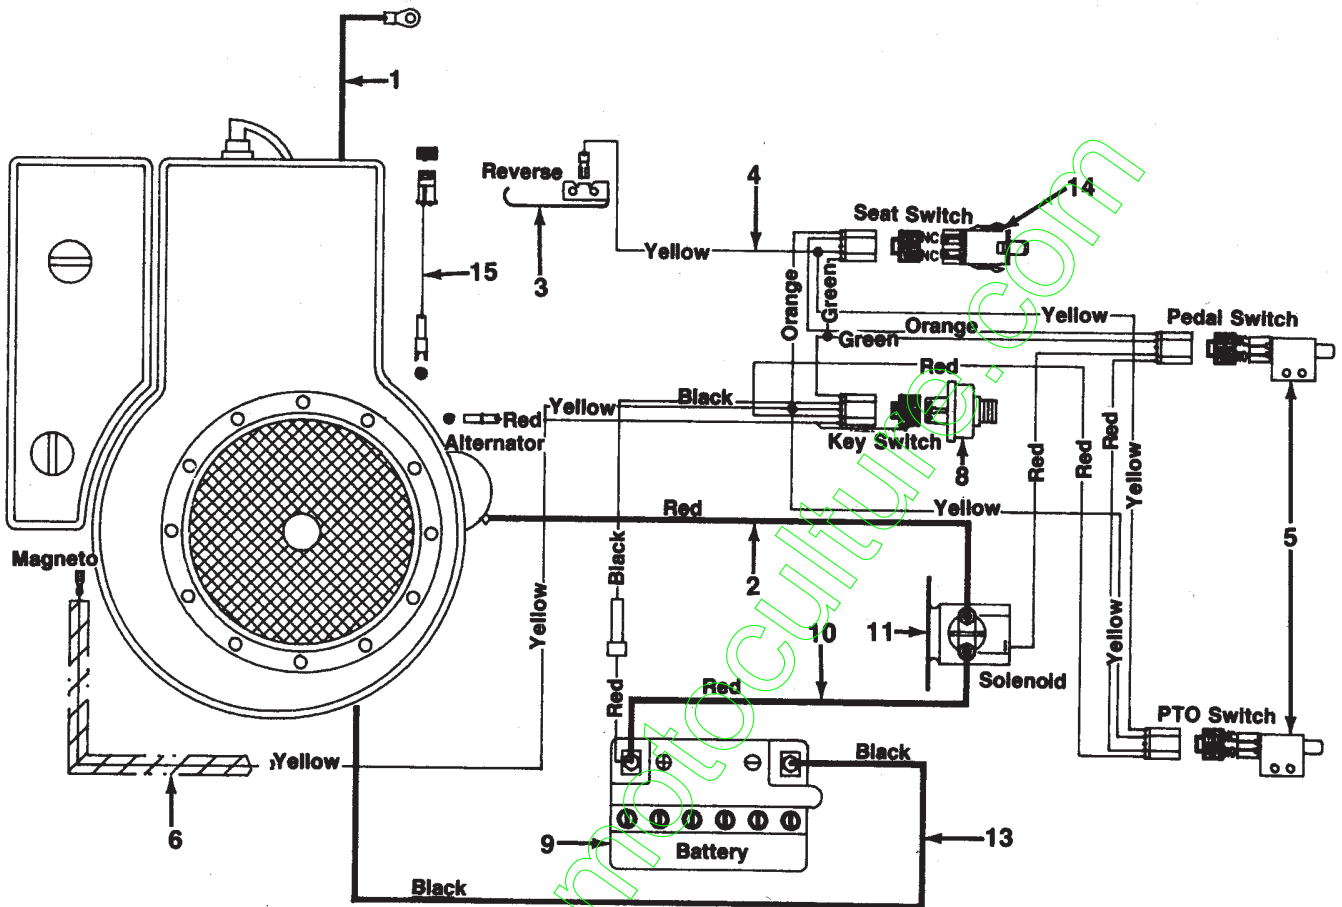 1
Reverse
4
14
Seat Switch
NC
NC
Yellow
15
3
Orange
Green
Yellow
Orange
Green
Pedal Switch
Red
Black
Yellow
Red
Alternator
Key Switch
8
Red
Red
Red
Yellow
Red
Yellow
2
5
Magneto
Black
Yellow
10
11
Yellow
Solenoid
Red
Red
PTO Switch
Yellow
Black
6
9
Battery
13
Black
motoculture.com